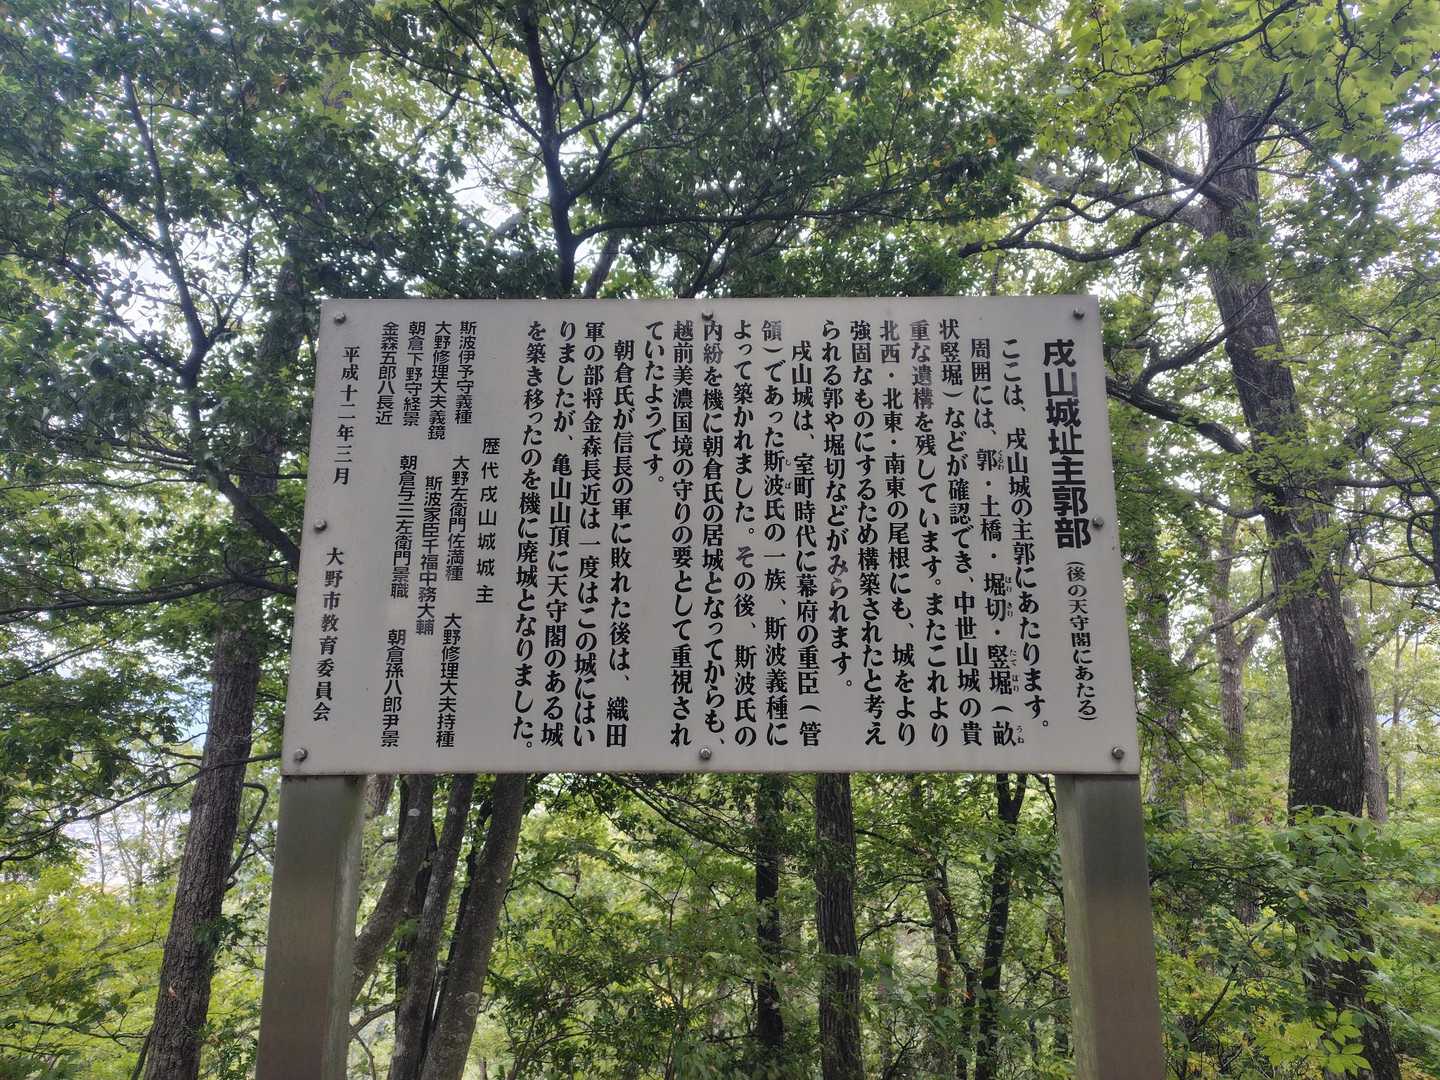 戌山城址主郭部(後の天守閣にあたる)
ここは、戌山城の主郭にあたります。
周囲には、郭・土橋・堀切・竪堀(畝
状竪堀)などが確認でき、中世山城の貴
重な遺構を残しています。またこれより
北西・北東・南東の尾根にも、城をより
強固なものにするため構築されたと考え
られる郭や堀切などがみられます。
戌山城は、室町時代に幕府の重臣(管
領)であった斯波氏の一族、斯波義種に
よって築かれました。その後、斯波氏の
内紛を機に朝倉氏の居城となってからも、
越前美濃国境の守りの要として重視され
ていたようです。
朝倉氏が信長の軍に敗れた後は、織田
軍の部将金森長近は一度はこの城にはい
りましたが、亀山山頂に天守閣のある城
を築き移ったのを機に廃城となりました。
歴代戌山城城主
斯波伊予守義種 大野左衛門佐満種 大野修理大夫持種
大野修理大夫義鏡 斯波家臣千福中務大輔
朝倉下野守経景 朝倉与三左衛門景職 朝倉孫八郎尹景
金森五郎八長近
平成十二年三月 大野市教育委員会